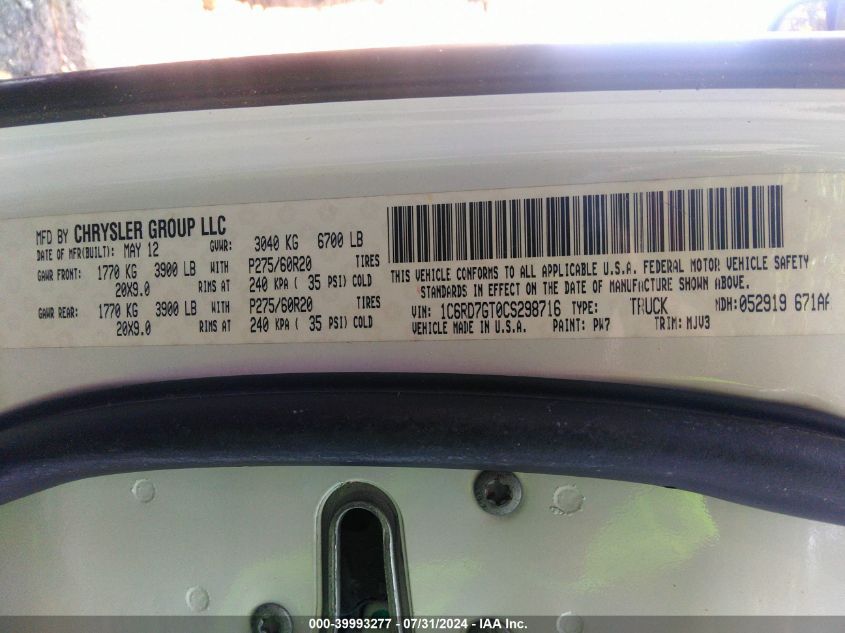 MFD BY CHRYSLER GROUP LLC
DATE OF MFR(BUILT): MAY 12 GVWR: 3040 KG 6700 LB
GAWR FRONT: 1770 KG 3900 LB WITH P275/60R20 TIRES
20X9.0 RIMS AT 240 KPA ( 35 PSI) COLD
GAWR REAR: 1770 KG 3900 LB WITH P275/60R20 TIRES
20X9.0 RIMS AT 240 KPA ( 35 PSI) COLD
THIS VEHICLE CONFORMS TO ALL APPLICABLE U.S.A. FEDERAL MOTOR VEHICLE SAFETY
STANDARDS IN EFFECT ON THE DATE OF MANUFACTURE SHOWN ABOVE.
VIN: 1C6RD7GT0CS298716 TYPE: TRUCK MDH: 052919 671AA
VEHICLE MADE IN U.S.A. PAINT: PW7 TRIM: MJV3
000-39993277 - 07/31/2024 - IAA Inc.